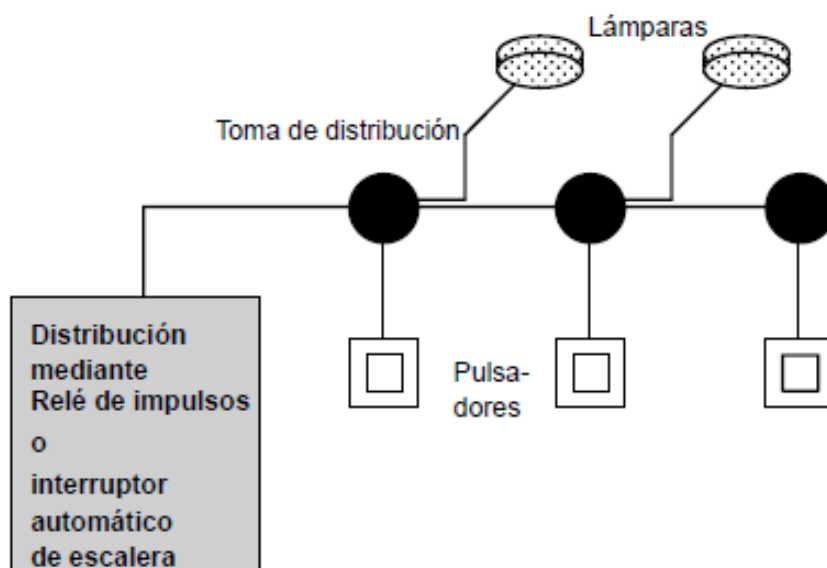 Lámparas
Toma de distribución
Pulsa-
dores
Distribución
mediante
Relé de impulsos
o
interruptor
automático
de escalera